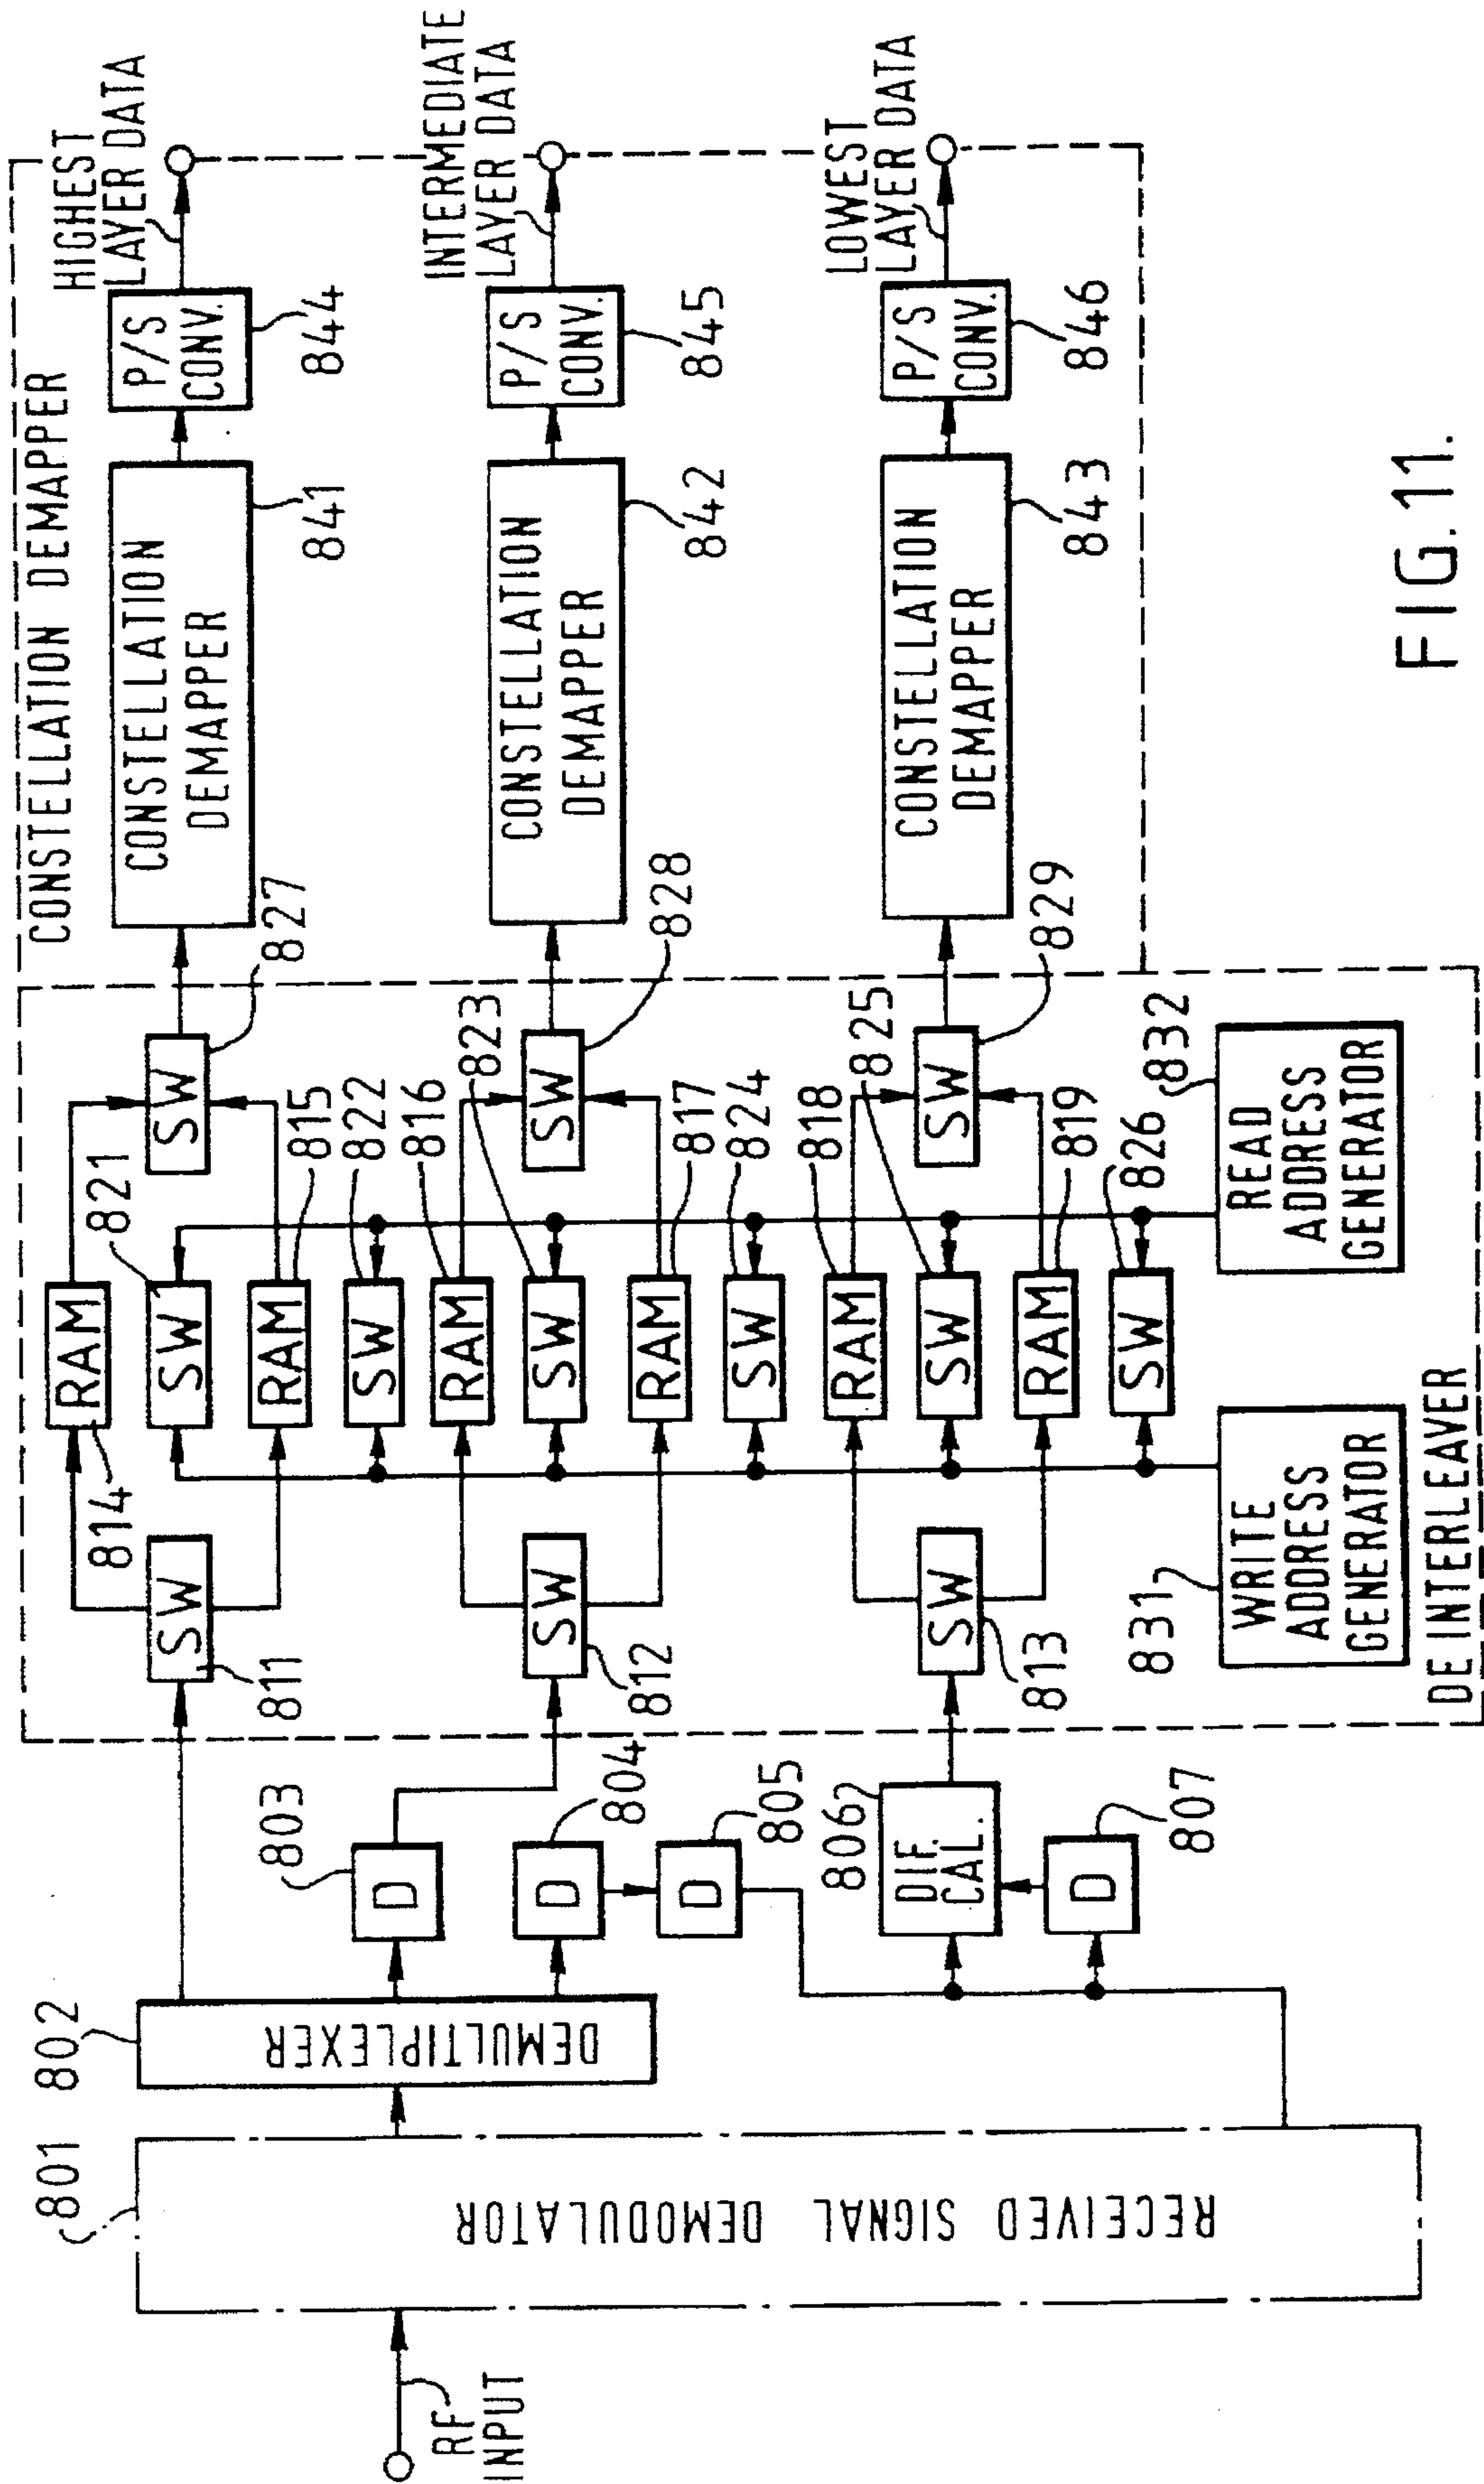 RF
INPUT
801
RECEIVED SIGNAL DEMODULATOR
802
DEMULTIPLEXER
803
D
804
D
805
D
806
DIF.
CAL.
807
D
811
SW
812
SW
813
SW
814
RAM
821
SW
RAM
815
SW
822
RAM
816
SW
823
RAM
817
SW
824
RAM
818
SW
825
RAM
819
SW
826
SW
827
SW
828
SW
829
831
WRITE
ADDRESS
GENERATOR
832
READ
ADDRESS
GENERATOR
DEINTERLEAVER
CONSTELLATION DEMAPPER
CONSTELLATION
DEMAPPER
841
P/S
CONV.
844
HIGHEST
LAYER DATA
CONSTELLATION
DEMAPPER
842
P/S
CONV.
845
INTERMEDIATE
LAYER DATA
CONSTELLATION
DEMAPPER
843
P/S
CONV.
846
LOWEST
LAYER DATA
FIG.11.